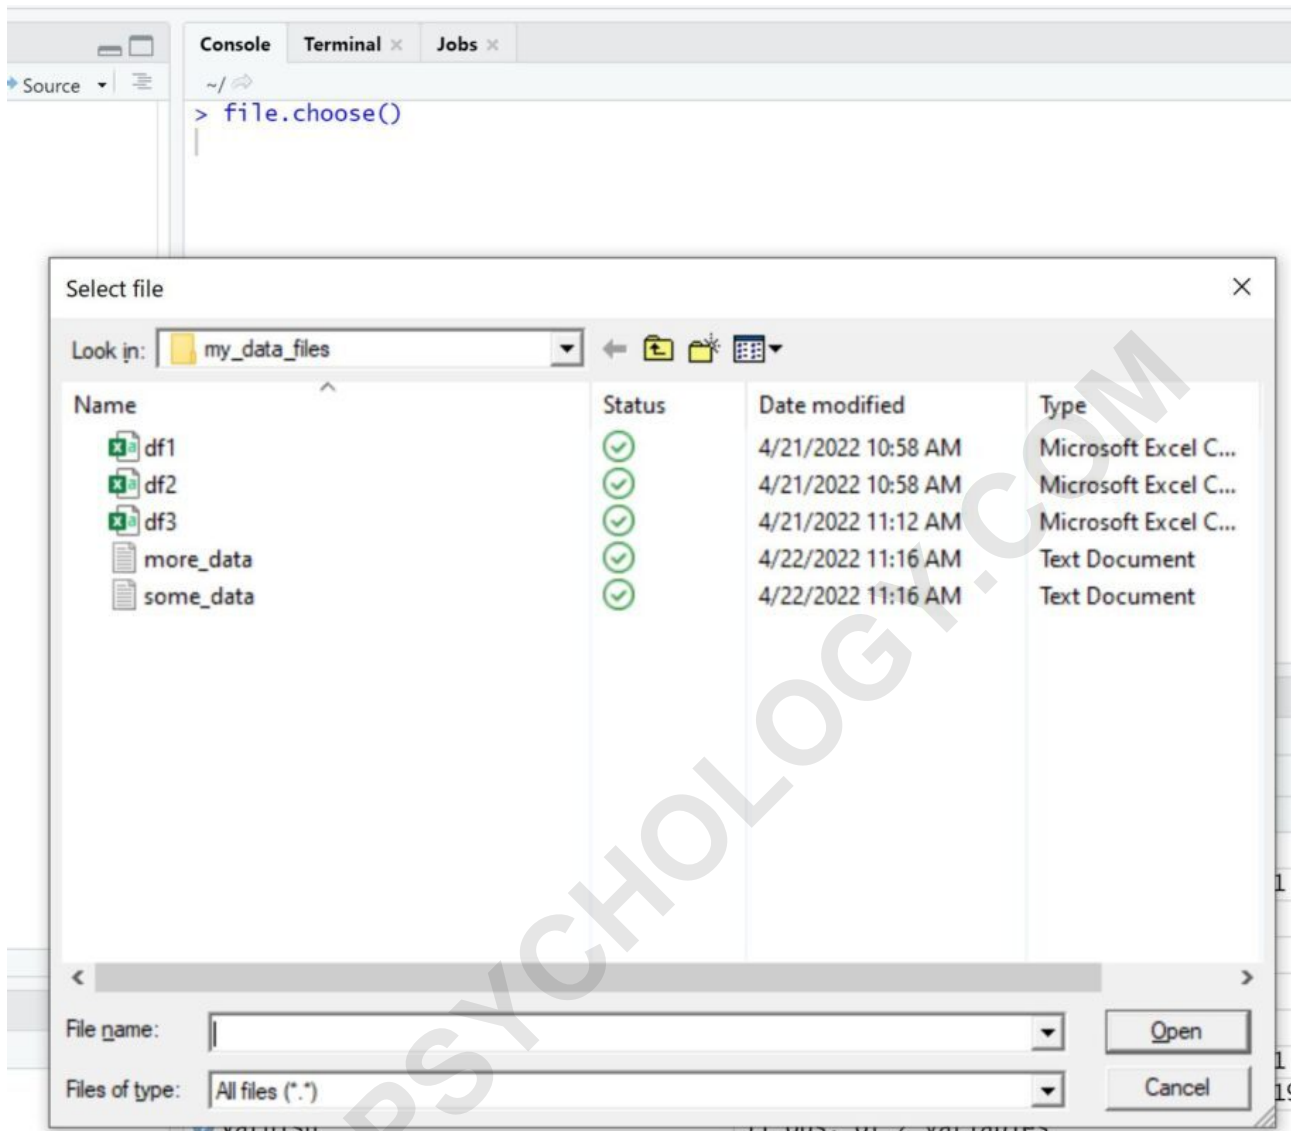 Console Terminal Jobs
Source
~/
> file.choose()
Select file
Look in: my_data_files
Name Status Date modified Type
df1 4/21/2022 10:58 AM Microsoft Excel C...
df2 4/21/2022 10:58 AM Microsoft Excel C...
df3 4/21/2022 11:12 AM Microsoft Excel C...
more_data 4/22/2022 11:16 AM Text Document
some_data 4/22/2022 11:16 AM Text Document
PSYCHOLOGY.COM
1
File name: Open
1
Files of type: All files (*.*) Cancel
19